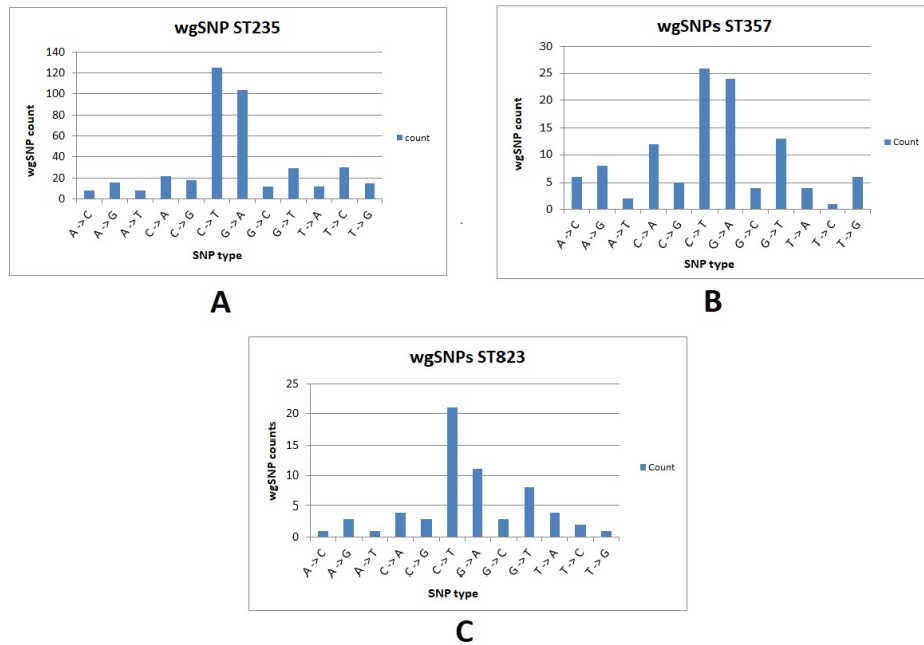 wgSNP ST235
wgSNP count
140
120
100
80
60
40
20
0
A -> C
A -> G
A -> T
C -> A
C -> G
C -> T
G -> A
G -> C
G -> T
T -> A
T -> C
T -> G
SNP type
count
A
wgSNPs ST357
wgSNP count
30
25
20
15
10
5
0
A -> C
A -> G
A -> T
C -> A
C -> G
C -> T
G -> A
G -> C
G -> T
T -> A
T -> C
T -> G
SNP type
Count
B
wgSNPs ST823
wgSNP counts
25
20
15
10
5
0
A -> C
A -> G
A -> T
C -> A
C -> G
C -> T
G -> A
G -> C
G -> T
T -> A
T -> C
T -> G
SNP type
Count
C